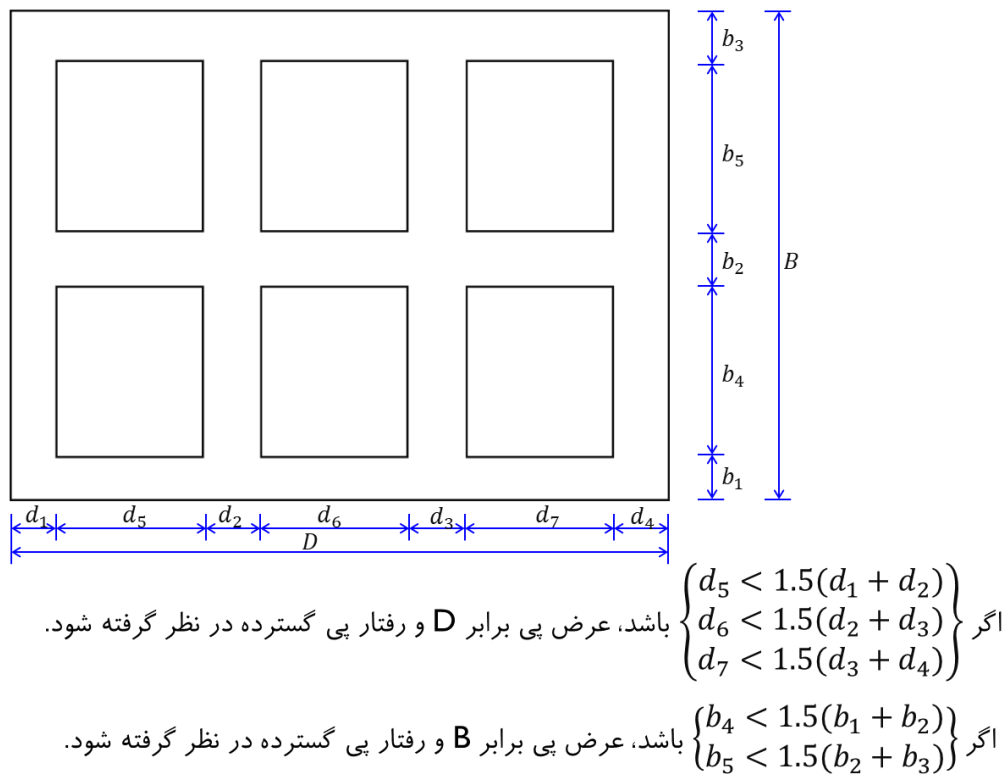 b₃
b₅
b₂
B
b₄
b₁
d₁ d₅ d₂ d₆ d₃ d₇ d₄
D
اگر {d₅ < 1.5(d₁ + d₂)
d₆ < 1.5(d₂ + d₃)
d₇ < 1.5(d₃ + d₄)} باشد، عرض پی برابر D و رفتار پی گسترده در نظر گرفته شود.
اگر {b₄ < 1.5(b₁ + b₂)
b₅ < 1.5(b₂ + b₃)} باشد، عرض پی برابر B و رفتار پی گسترده در نظر گرفته شود.